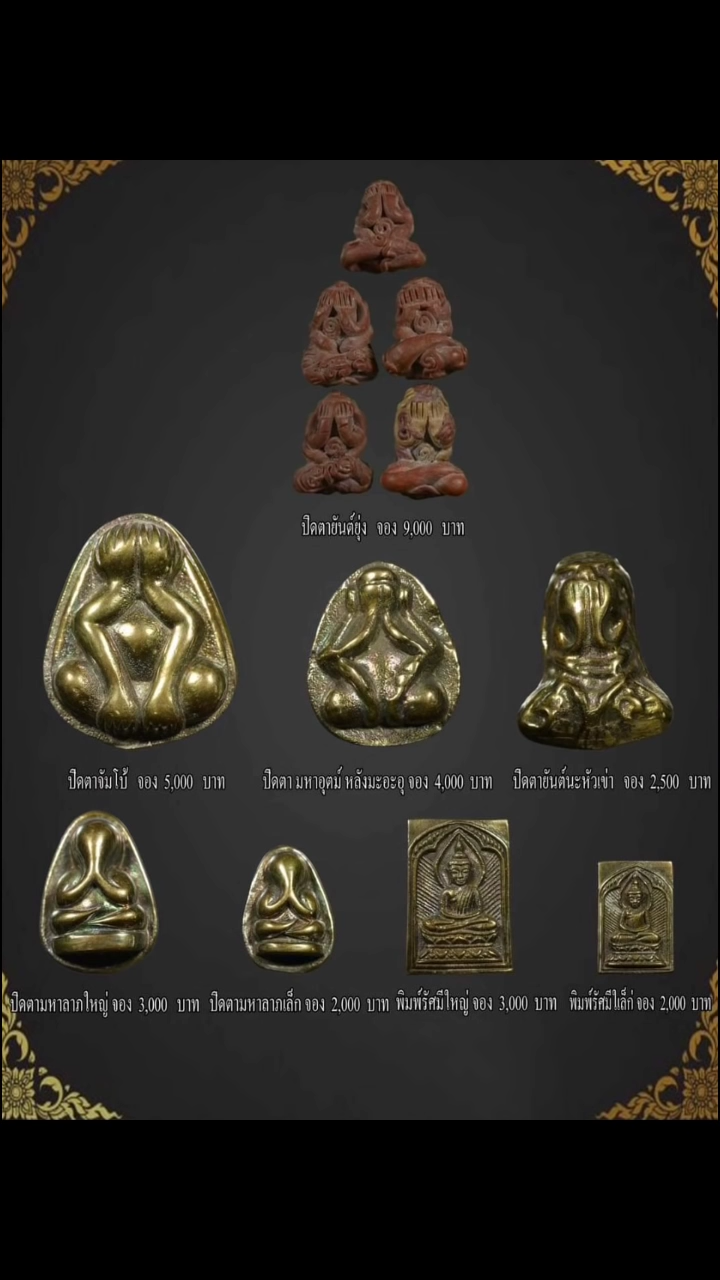 ปิดตายันต์ยุ่ง จอง 9,000 บาท
ปิดตาจัมโบ้ จอง 5,000 บาท
ปิดตา มหาอุตม์ หลังมะอะอุ จอง 4,000 บาท
ปิดตายันต์นะหัวเข่า จอง 2,500 บาท
ปิดตามหาลาภใหญ่ จอง 3,000 บาท
ปิดตามหาลาภเล็ก จอง 2,000 บาท
พิมพ์รัศมีใหญ่ จอง 3,000 บาท
พิมพ์รัศมีใเล็ก่ จอง 2,000 บาท